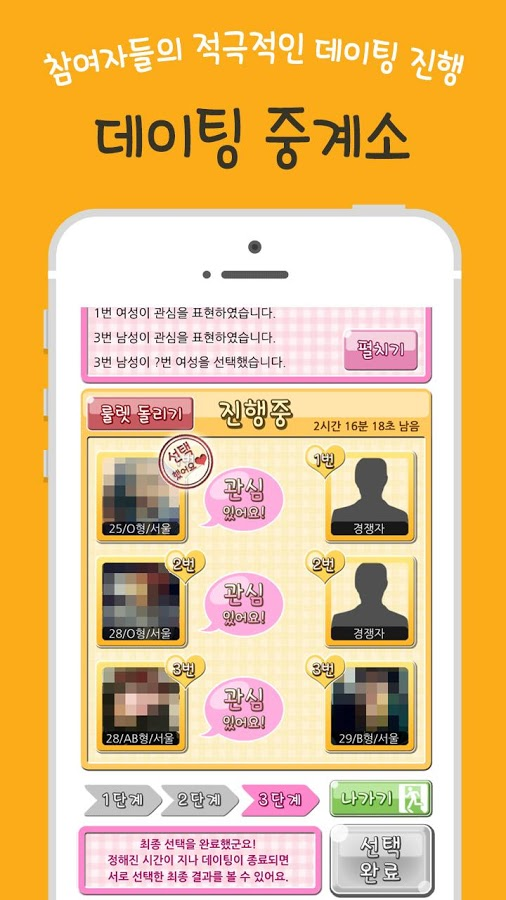 참여자들의 적극적인 데이팅 진행
데이팅 중계소
1번 여성이 관심을 표현하였습니다.
3번 남성이 관심을 표현하였습니다.
3번 남성이 ?번 여성을 선택했습니다.
펼치기
룰렛 돌리기
진행중
2시간 16분 18초 남음
선택
했어요
25/O형/서울
관심
있어요!
1번
경쟁자
2번
28/O형/서울
관심
있어요!
2번
경쟁자
3번
28/AB형/서울
관심
있어요!
3번
29/B형/서울
1단계
2단계
3단계
나가기
최종 선택을 완료했군요!
정해진 시간이 지나 데이팅이 종료되면
서로 선택한 최종 결과를 볼 수 있어요.
선택
완료